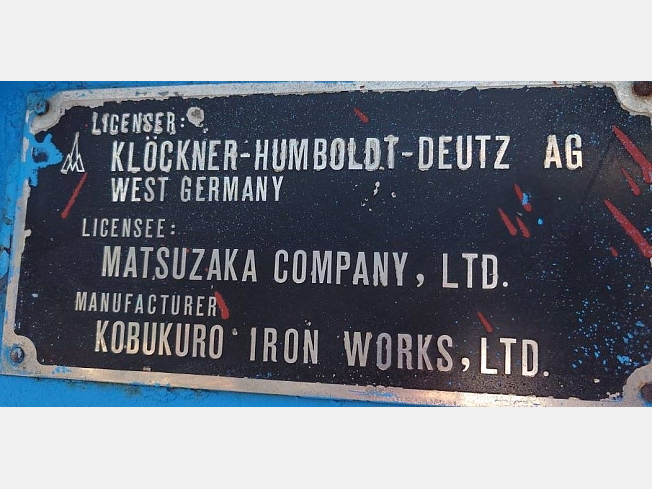 LICENSER:
KLÖCKNER-HUMBOLDT-DEUTZ AG
WEST GERMANY
LICENSEE:
MATSUZAKA COMPANY, LTD.
MANUFACTURER
KOBUKURO IRON WORKS, LTD.